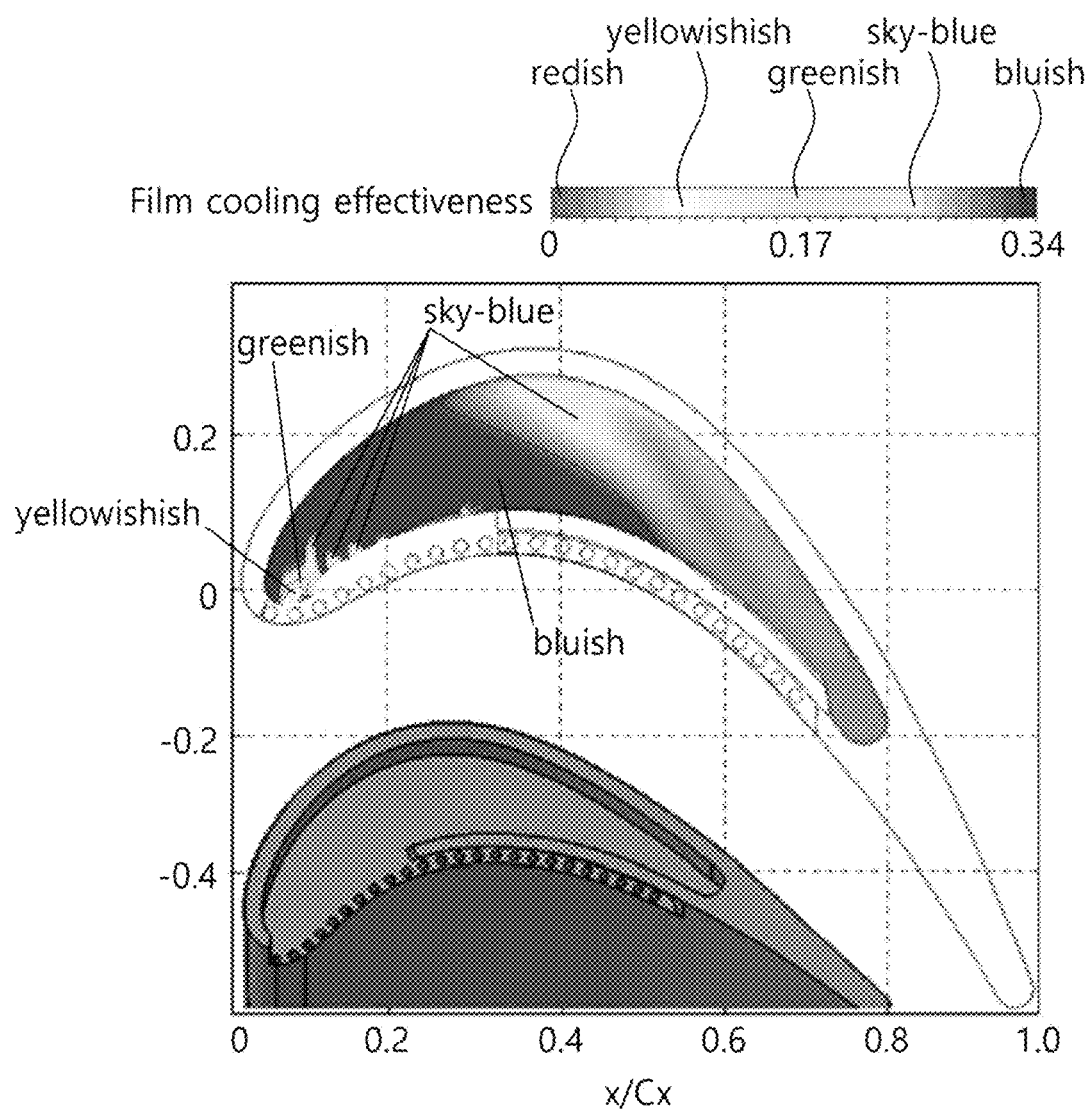 yellowishish sky-blue
redish greenish bluish
Film cooling effectiveness
0 0.17 0.34
sky-blue
greenish
0.2
yellowishish
0
bluish
-0.2
-0.4
0 0.2 0.4 0.6 0.8 1.0
x/Cx